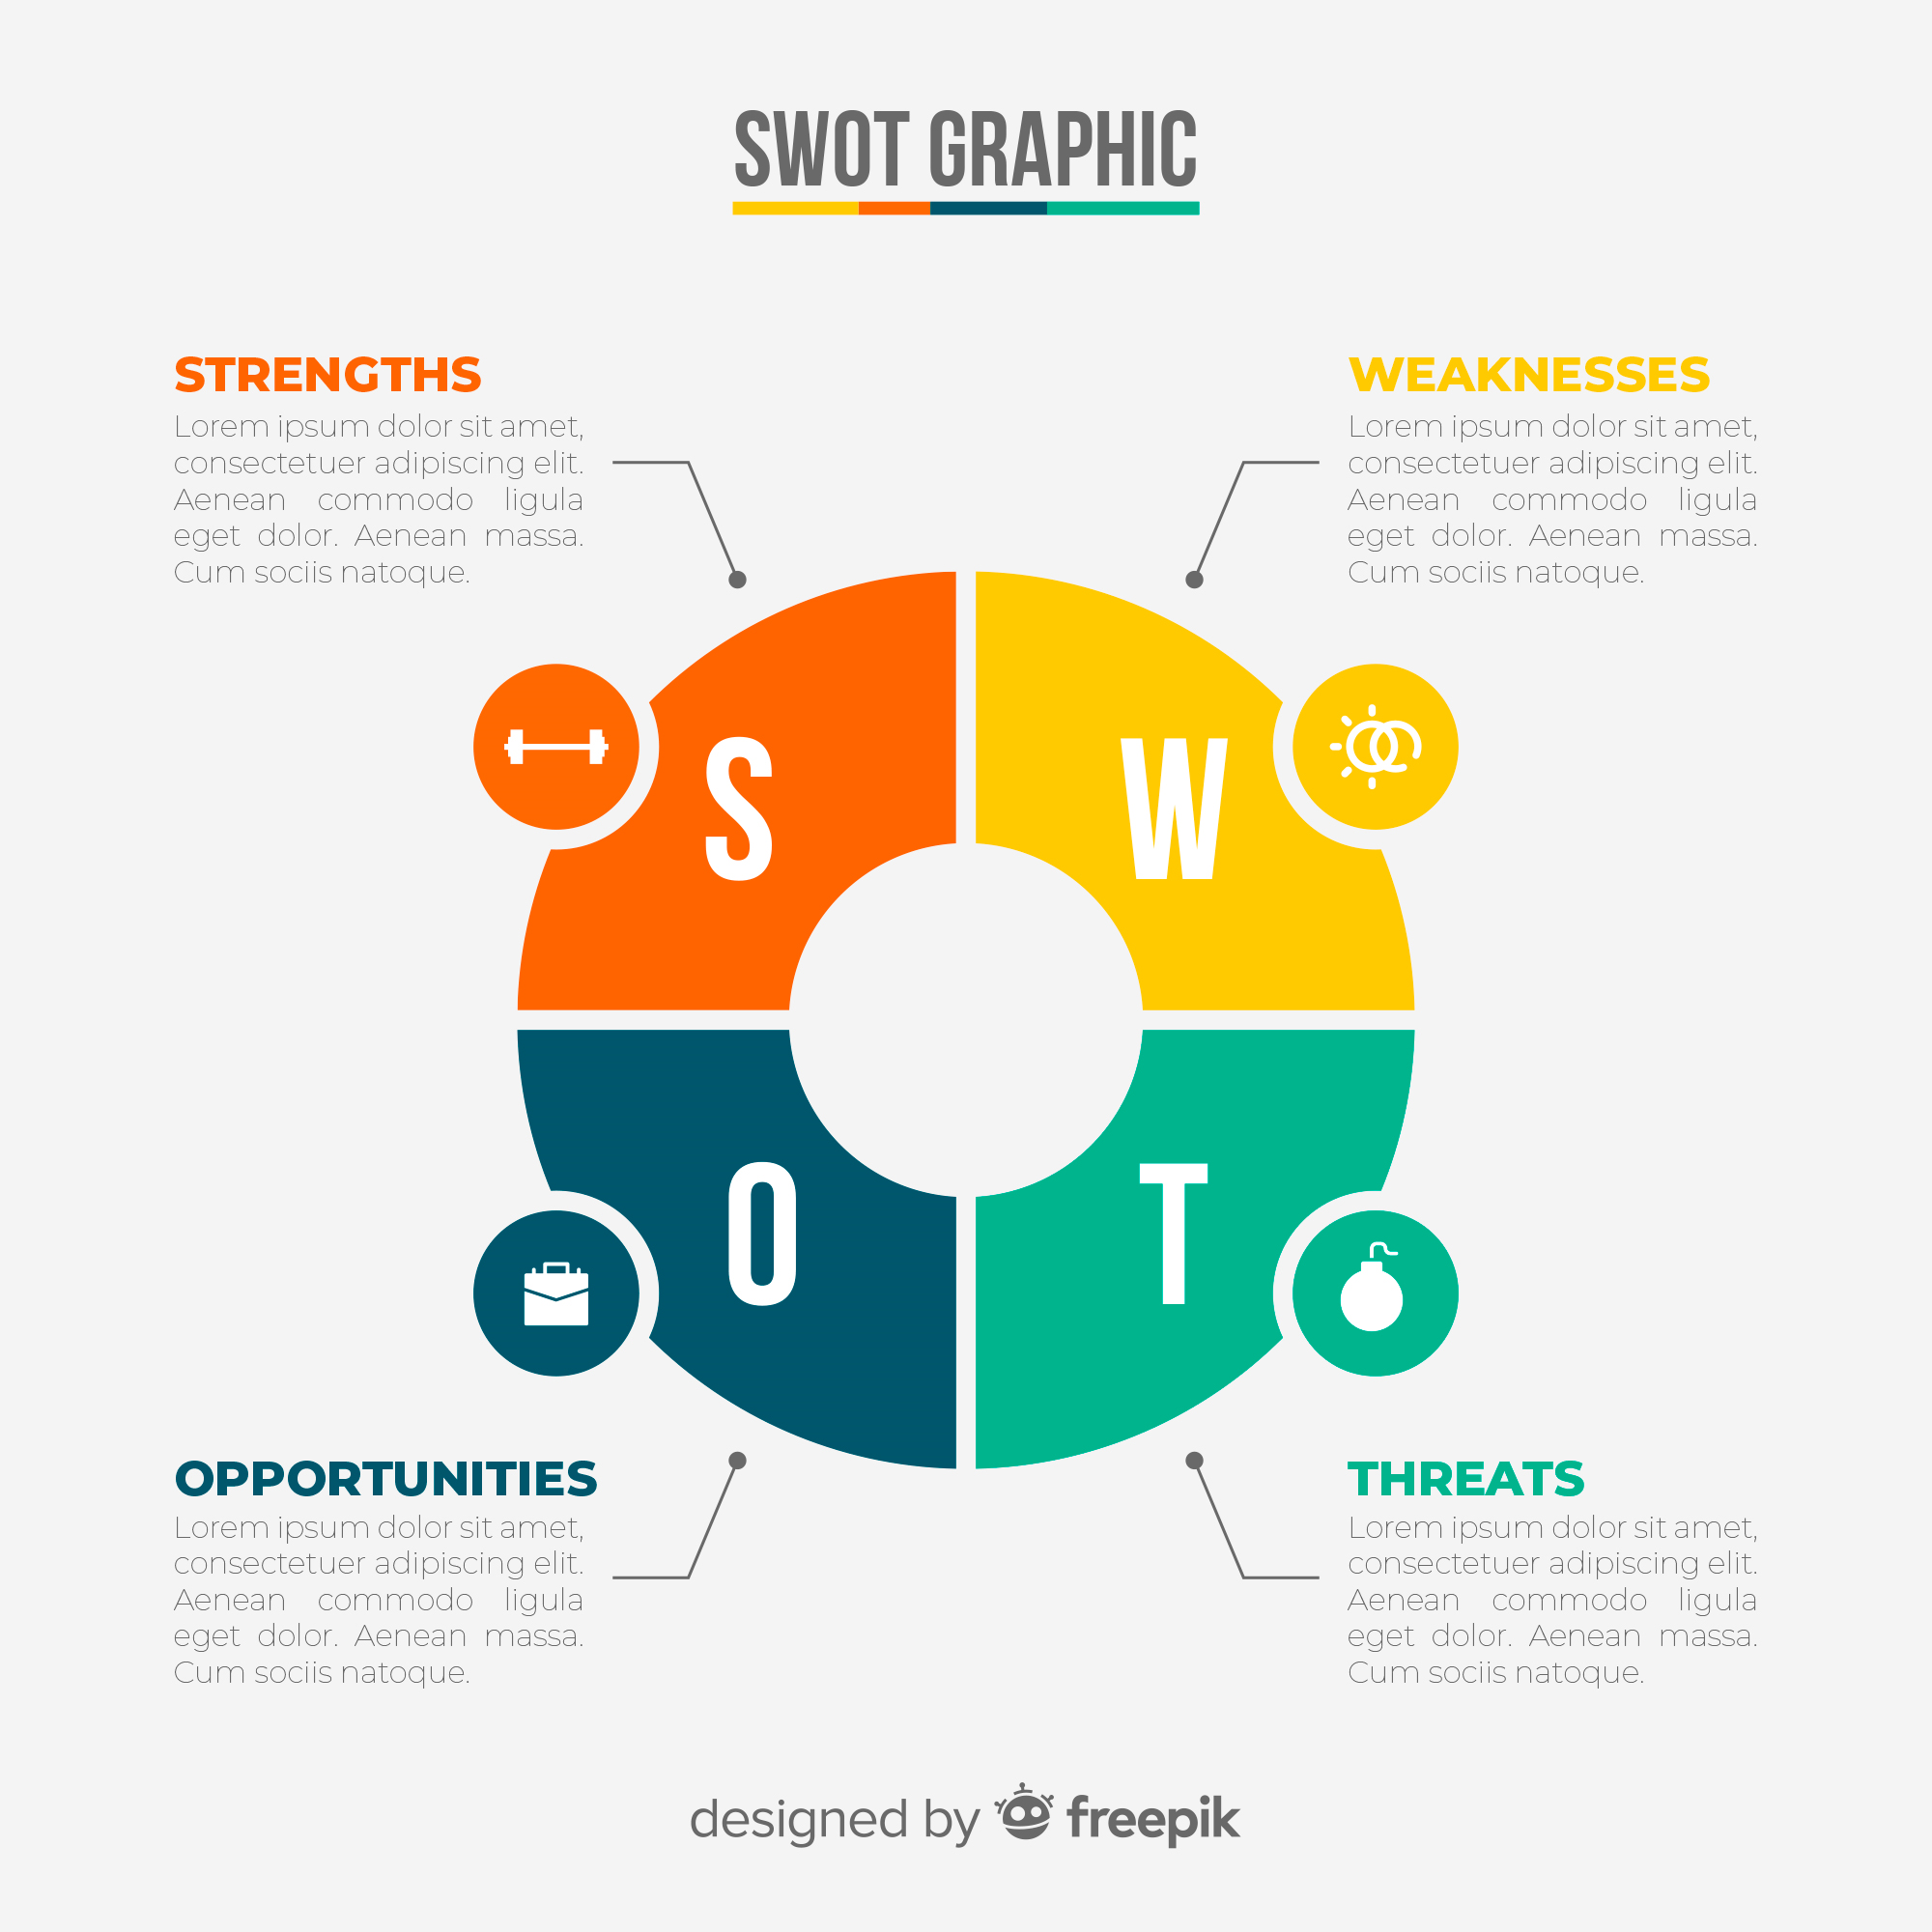 SWOT GRAPHIC
STRENGTHS
Lorem ipsum dolor sit amet,
consectetuer adipiscing elit.
Aenean commodo ligula
eget dolor. Aenean massa.
Cum sociis natoque.
WEAKNESSES
Lorem ipsum dolor sit amet,
consectetuer adipiscing elit.
Aenean commodo ligula
eget dolor. Aenean massa.
Cum sociis natoque.
S
W
O
T
OPPORTUNITIES
Lorem ipsum dolor sit amet,
consectetuer adipiscing elit.
Aenean commodo ligula
eget dolor. Aenean massa.
Cum sociis natoque.
THREATS
Lorem ipsum dolor sit amet,
consectetuer adipiscing elit.
Aenean commodo ligula
eget dolor. Aenean massa.
Cum sociis natoque.
designed by freepik